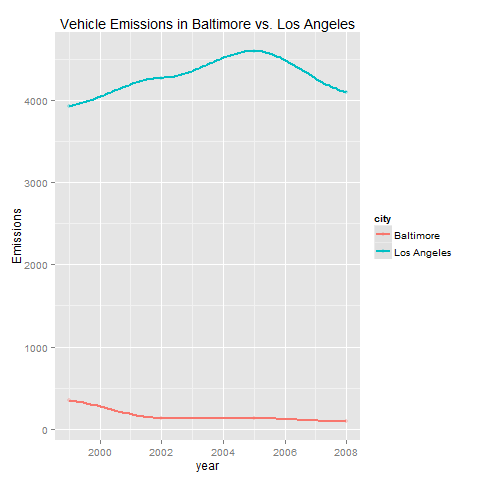 Vehicle Emissions in Baltimore vs. Los Angeles
4000
3000
2000
1000
0
Emissions
2000 2002 2004 2006 2008
year
city
Baltimore
Los Angeles